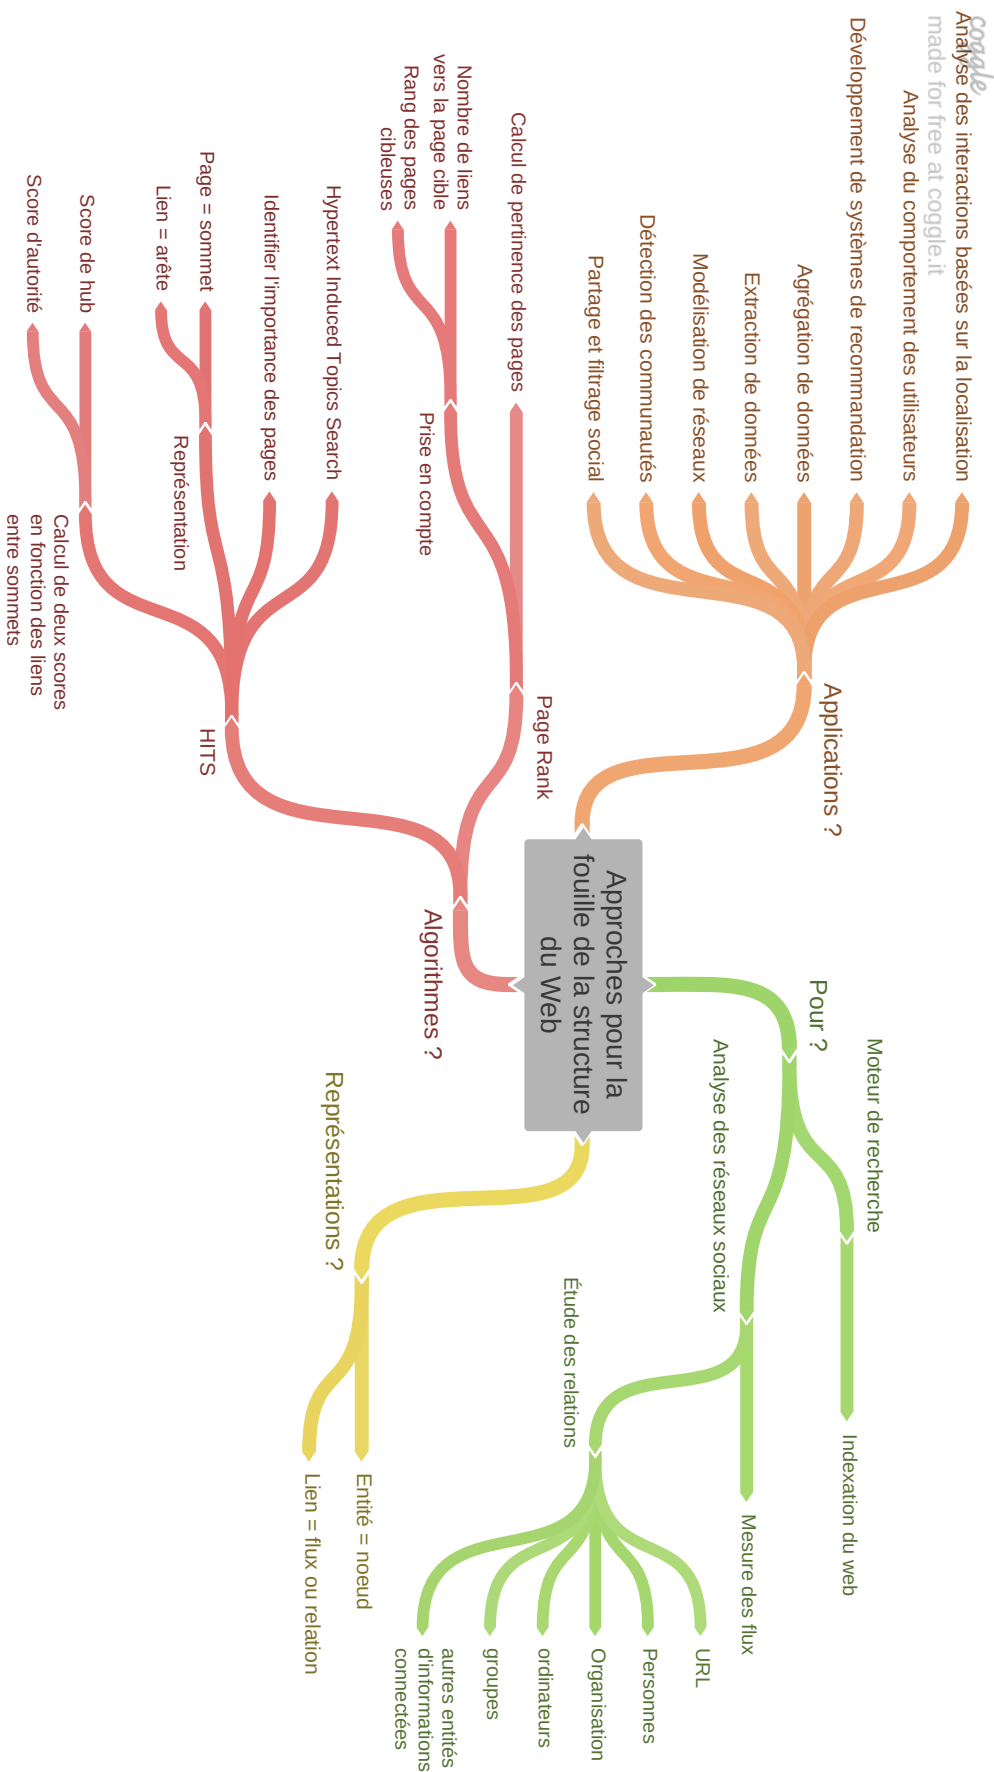 coggle
made for free at coggle.it
Approches pour la
fouille de la structure
du Web
Pour ?
Moteur de recherche
Indexation du web
Analyse des réseaux sociaux
Mesure des flux
Étude des relations
URL
Personnes
Organisation
ordinateurs
groupes
autres entités
d'informations
connectées
Représentations ?
Entité = noeud
Lien = flux ou relation
Applications ?
Analyse des interactions basées sur la localisation
Analyse du comportement des utilisateurs
Développement de systèmes de recommandation
Agrégation de données
Extraction de données
Modélisation de réseaux
Détection des communautés
Partage et filtrage social
Algorithmes ?
Page Rank
Calcul de pertinence des pages
Prise en compte
Nombre de liens
vers la page cible
Rang des pages
cibleuses
HITS
Hypertext Induced Topics Search
Identifier l'importance des pages
Représentation
Page = sommet
Lien = arête
Calcul de deux scores
en fonction des liens
entre sommets
Score de hub
Score d'autorité